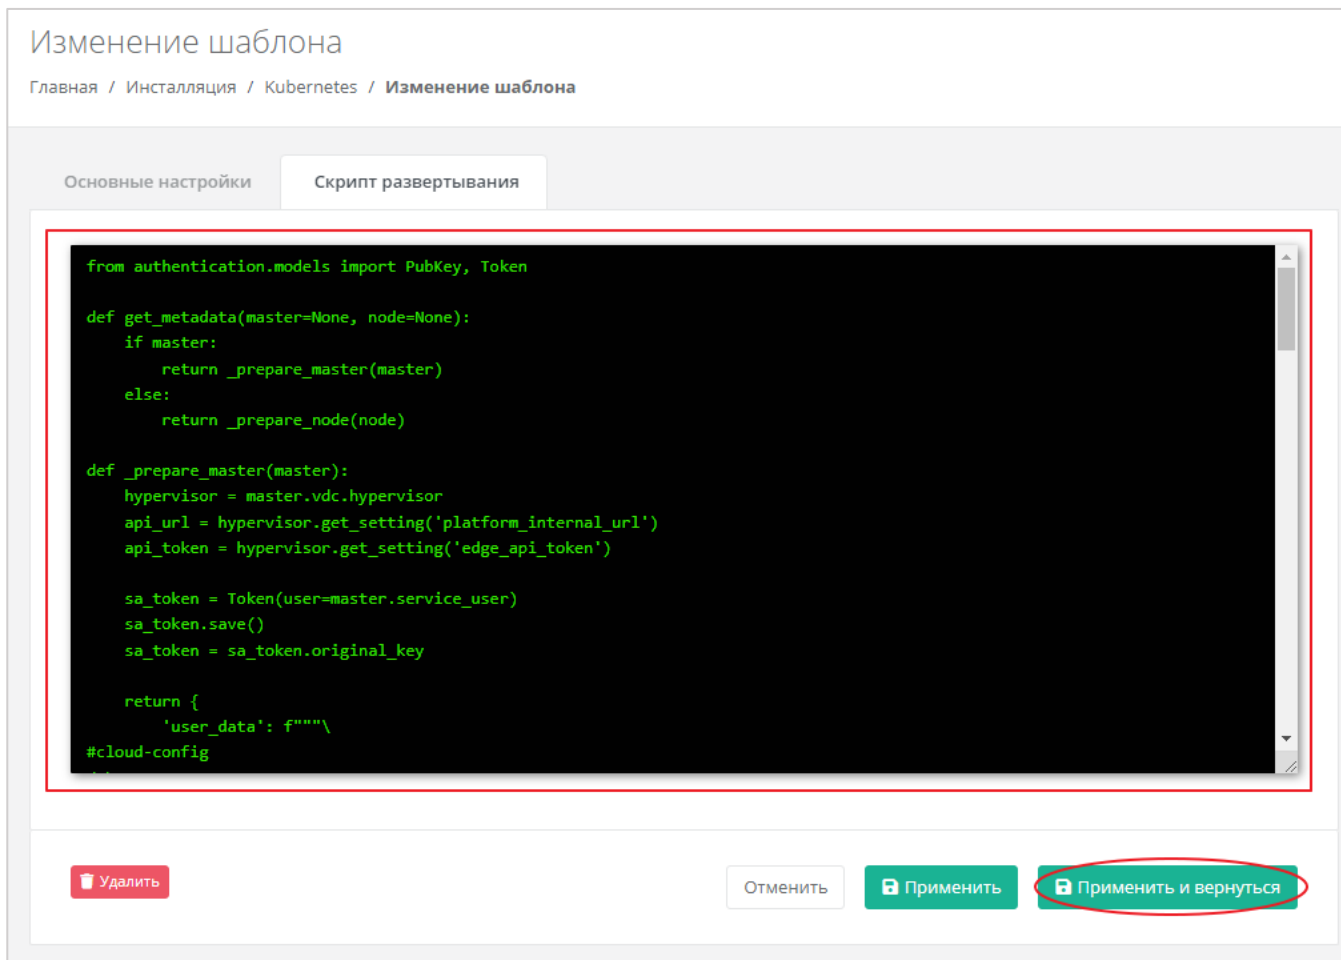 Изменение шаблона
Главная / Инсталляция / Kubernetes / Изменение шаблона
Основные настройки
Скрипт развертывания
from authentication.models import PubKey, Token
def get_metadata(master=None, node=None):
    if master:
        return _prepare_master(master)
    else:
        return _prepare_node(node)
def _prepare_master(master):
    hypervisor = master.vdc.hypervisor
    api_url = hypervisor.get_setting('platform_internal_url')
    api_token = hypervisor.get_setting('edge_api_token')
    sa_token = Token(user=master.service_user)
    sa_token.save()
    sa_token = sa_token.original_key
    return {
        'user_data': f"""\
#cloud-config
Удалить
Отменить
Применить
Применить и вернуться